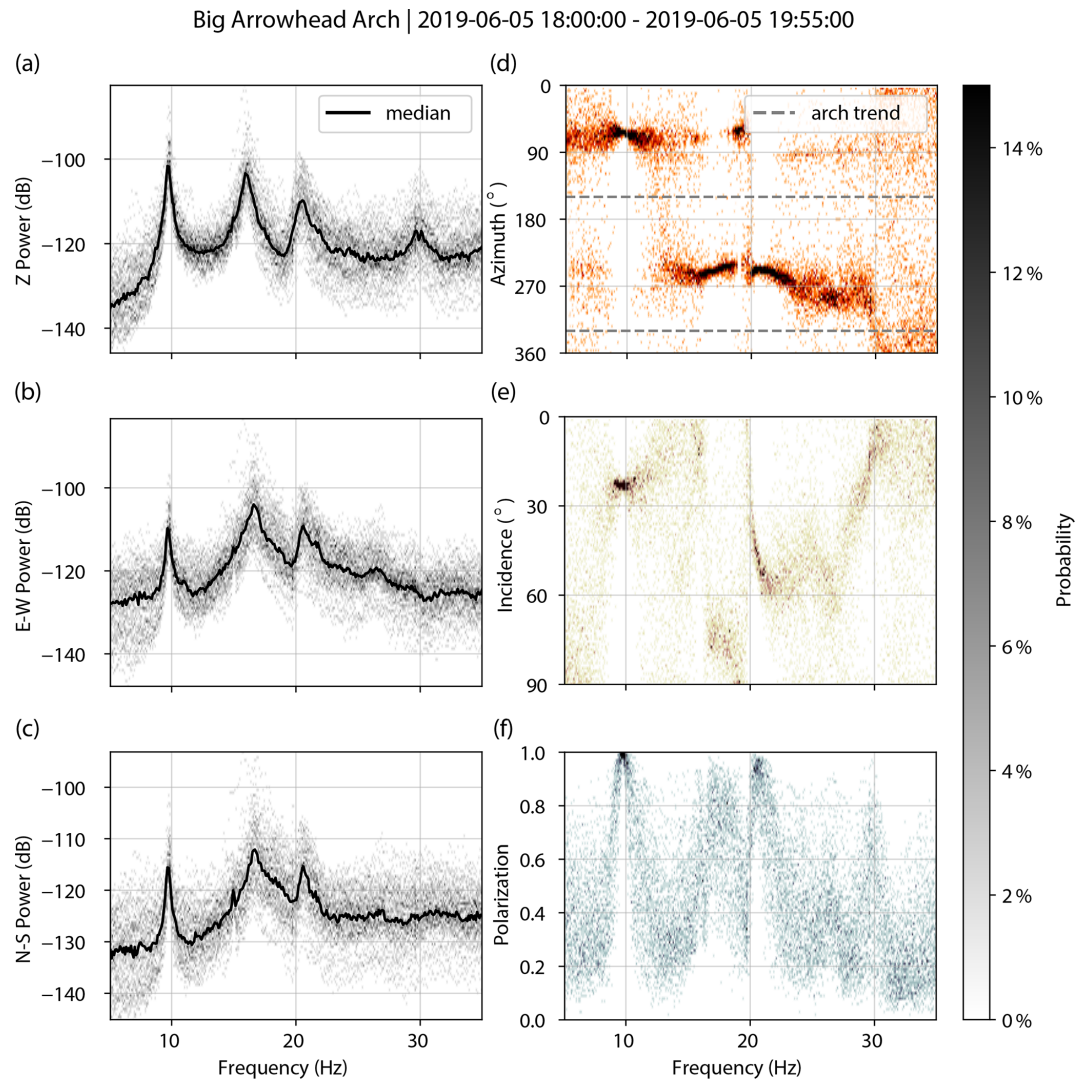 Big Arrowhead Arch | 2019-06-05 18:00:00 - 2019-06-05 19:55:00
(a)
median
−100
−120
−140
Z Power (dB)
(d)
arch trend
0
90
180
270
360
Azimuth (°)
(b)
−100
−120
−140
E-W Power (dB)
(e)
0
30
60
90
Incidence (°)
(c)
−100
−110
−120
−130
−140
N-S Power (dB)
10 20 30
Frequency (Hz)
(f)
1.0
0.8
0.6
0.4
0.2
0.0
Polarization
10 20 30
Frequency (Hz)
14 %
12 %
10 %
8 %
6 %
4 %
2 %
0 %
Probability